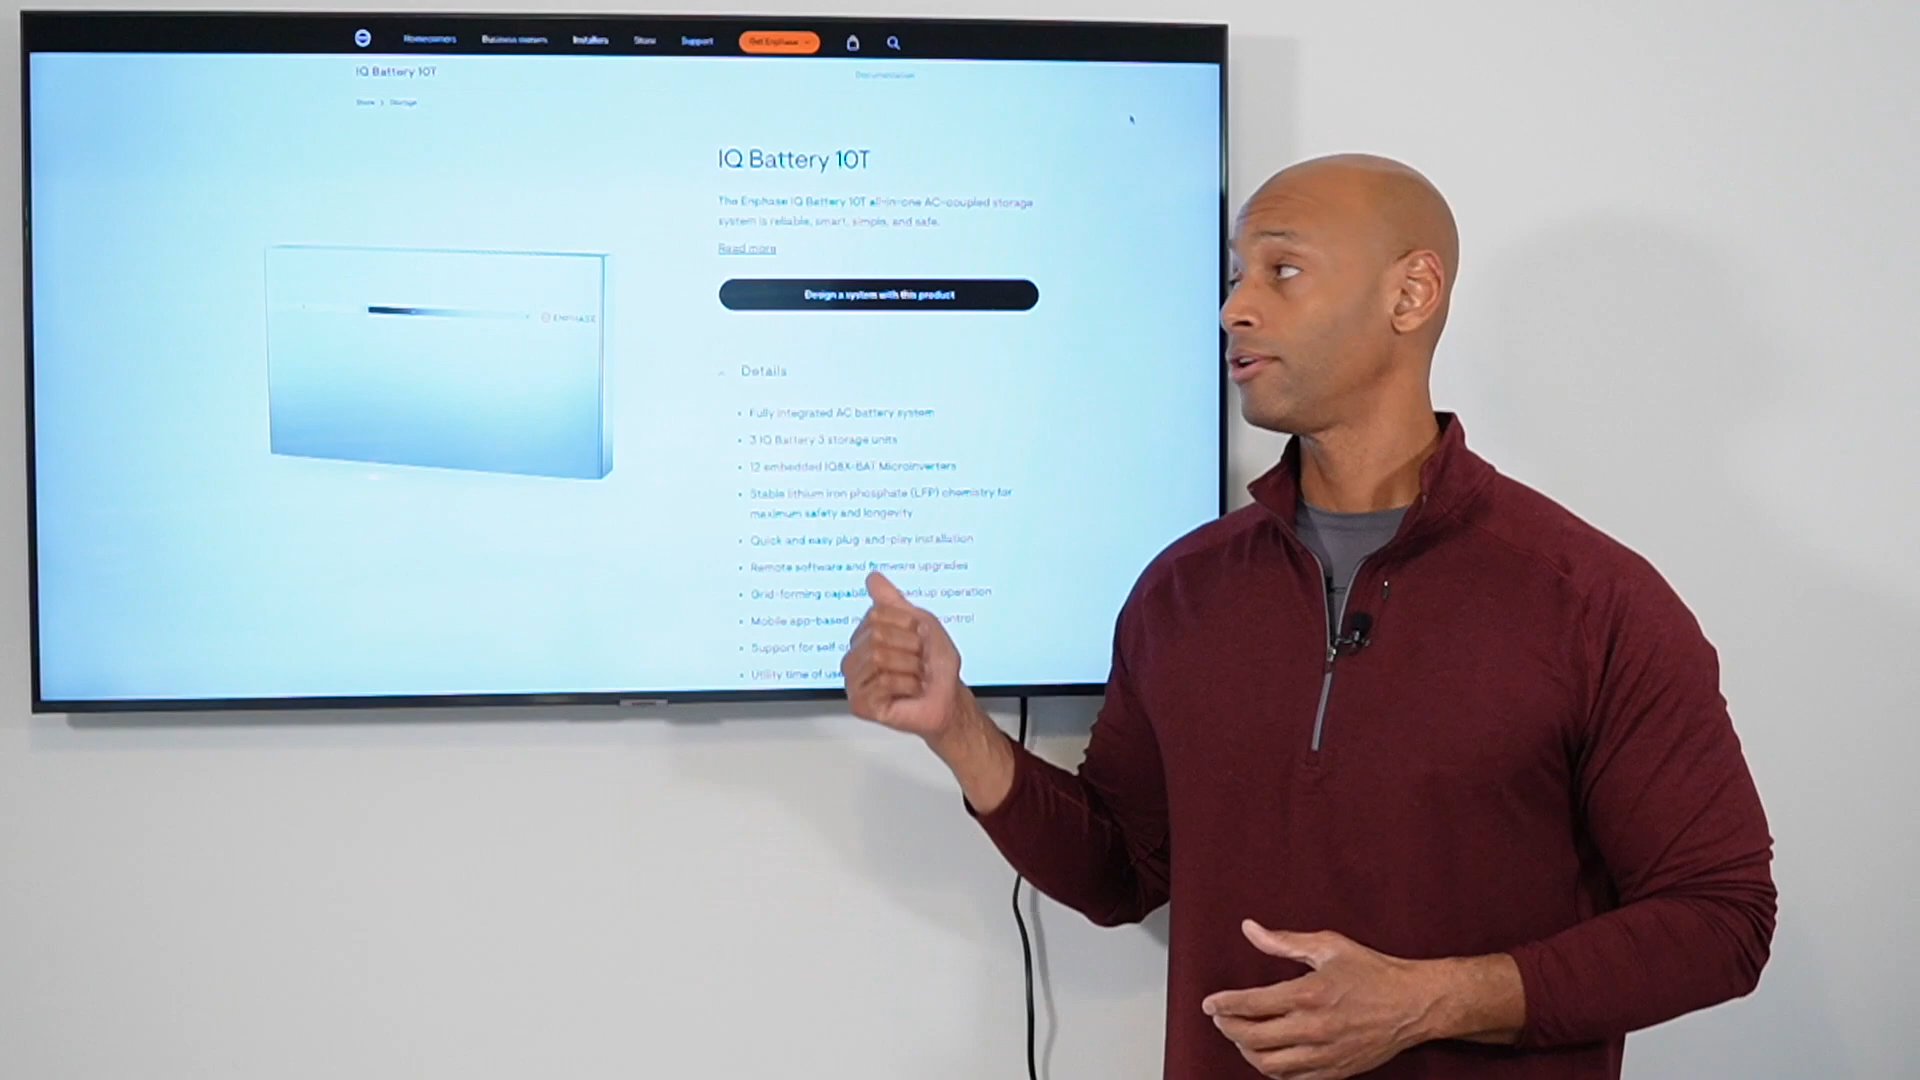 Homeowners Business owners Installers Store Support Get Enphase
IQ Battery 10T
Documentation
Store > Storage
IQ Battery 10T
The Enphase IQ Battery 10T all-in-one AC-coupled storage
system is reliable, smart, simple, and safe.
Read more
Design a system with this product
ENPHASE
Details
• Fully integrated AC battery system
• 3 IQ Battery 3 storage units
• 12 embedded IQ8X-BAT Microinverters
• Stable lithium iron phosphate (LFP) chemistry for
maximum safety and longevity
• Quick and easy plug-and-play installation
• Remote software and firmware upgrades
• Grid-forming backup operation
• Mobile app-based
• Support for self
• Utility time of use